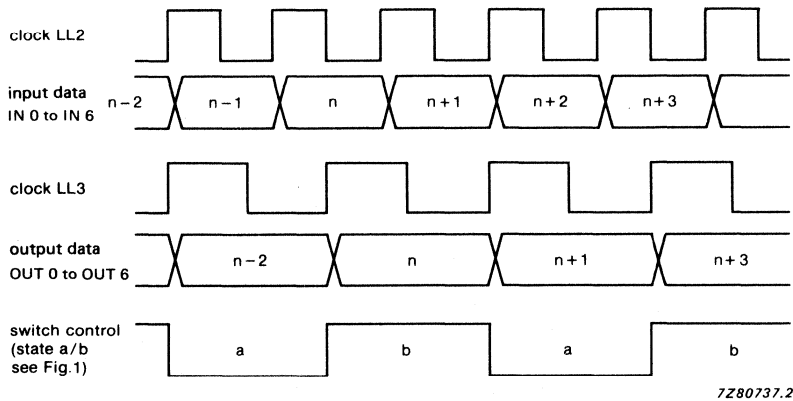 clock LL2
input data
IN 0 to IN 6
n-2 n-1 n n+1 n+2 n+3
clock LL3
output data
OUT 0 to OUT 6
n-2 n n+1 n+3
switch control
(state a/b
see Fig.1)
a b a b
7Z80737.2